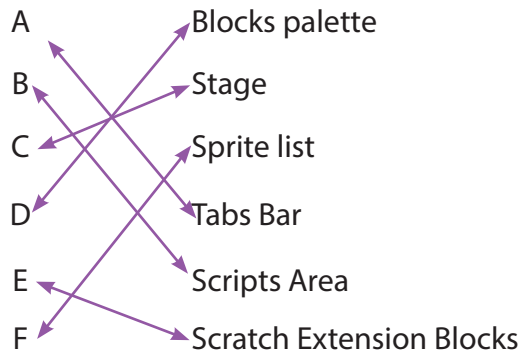 A Blocks palette
B Stage
C Sprite list
D Tabs Bar
E Scripts Area
F Scratch Extension Blocks